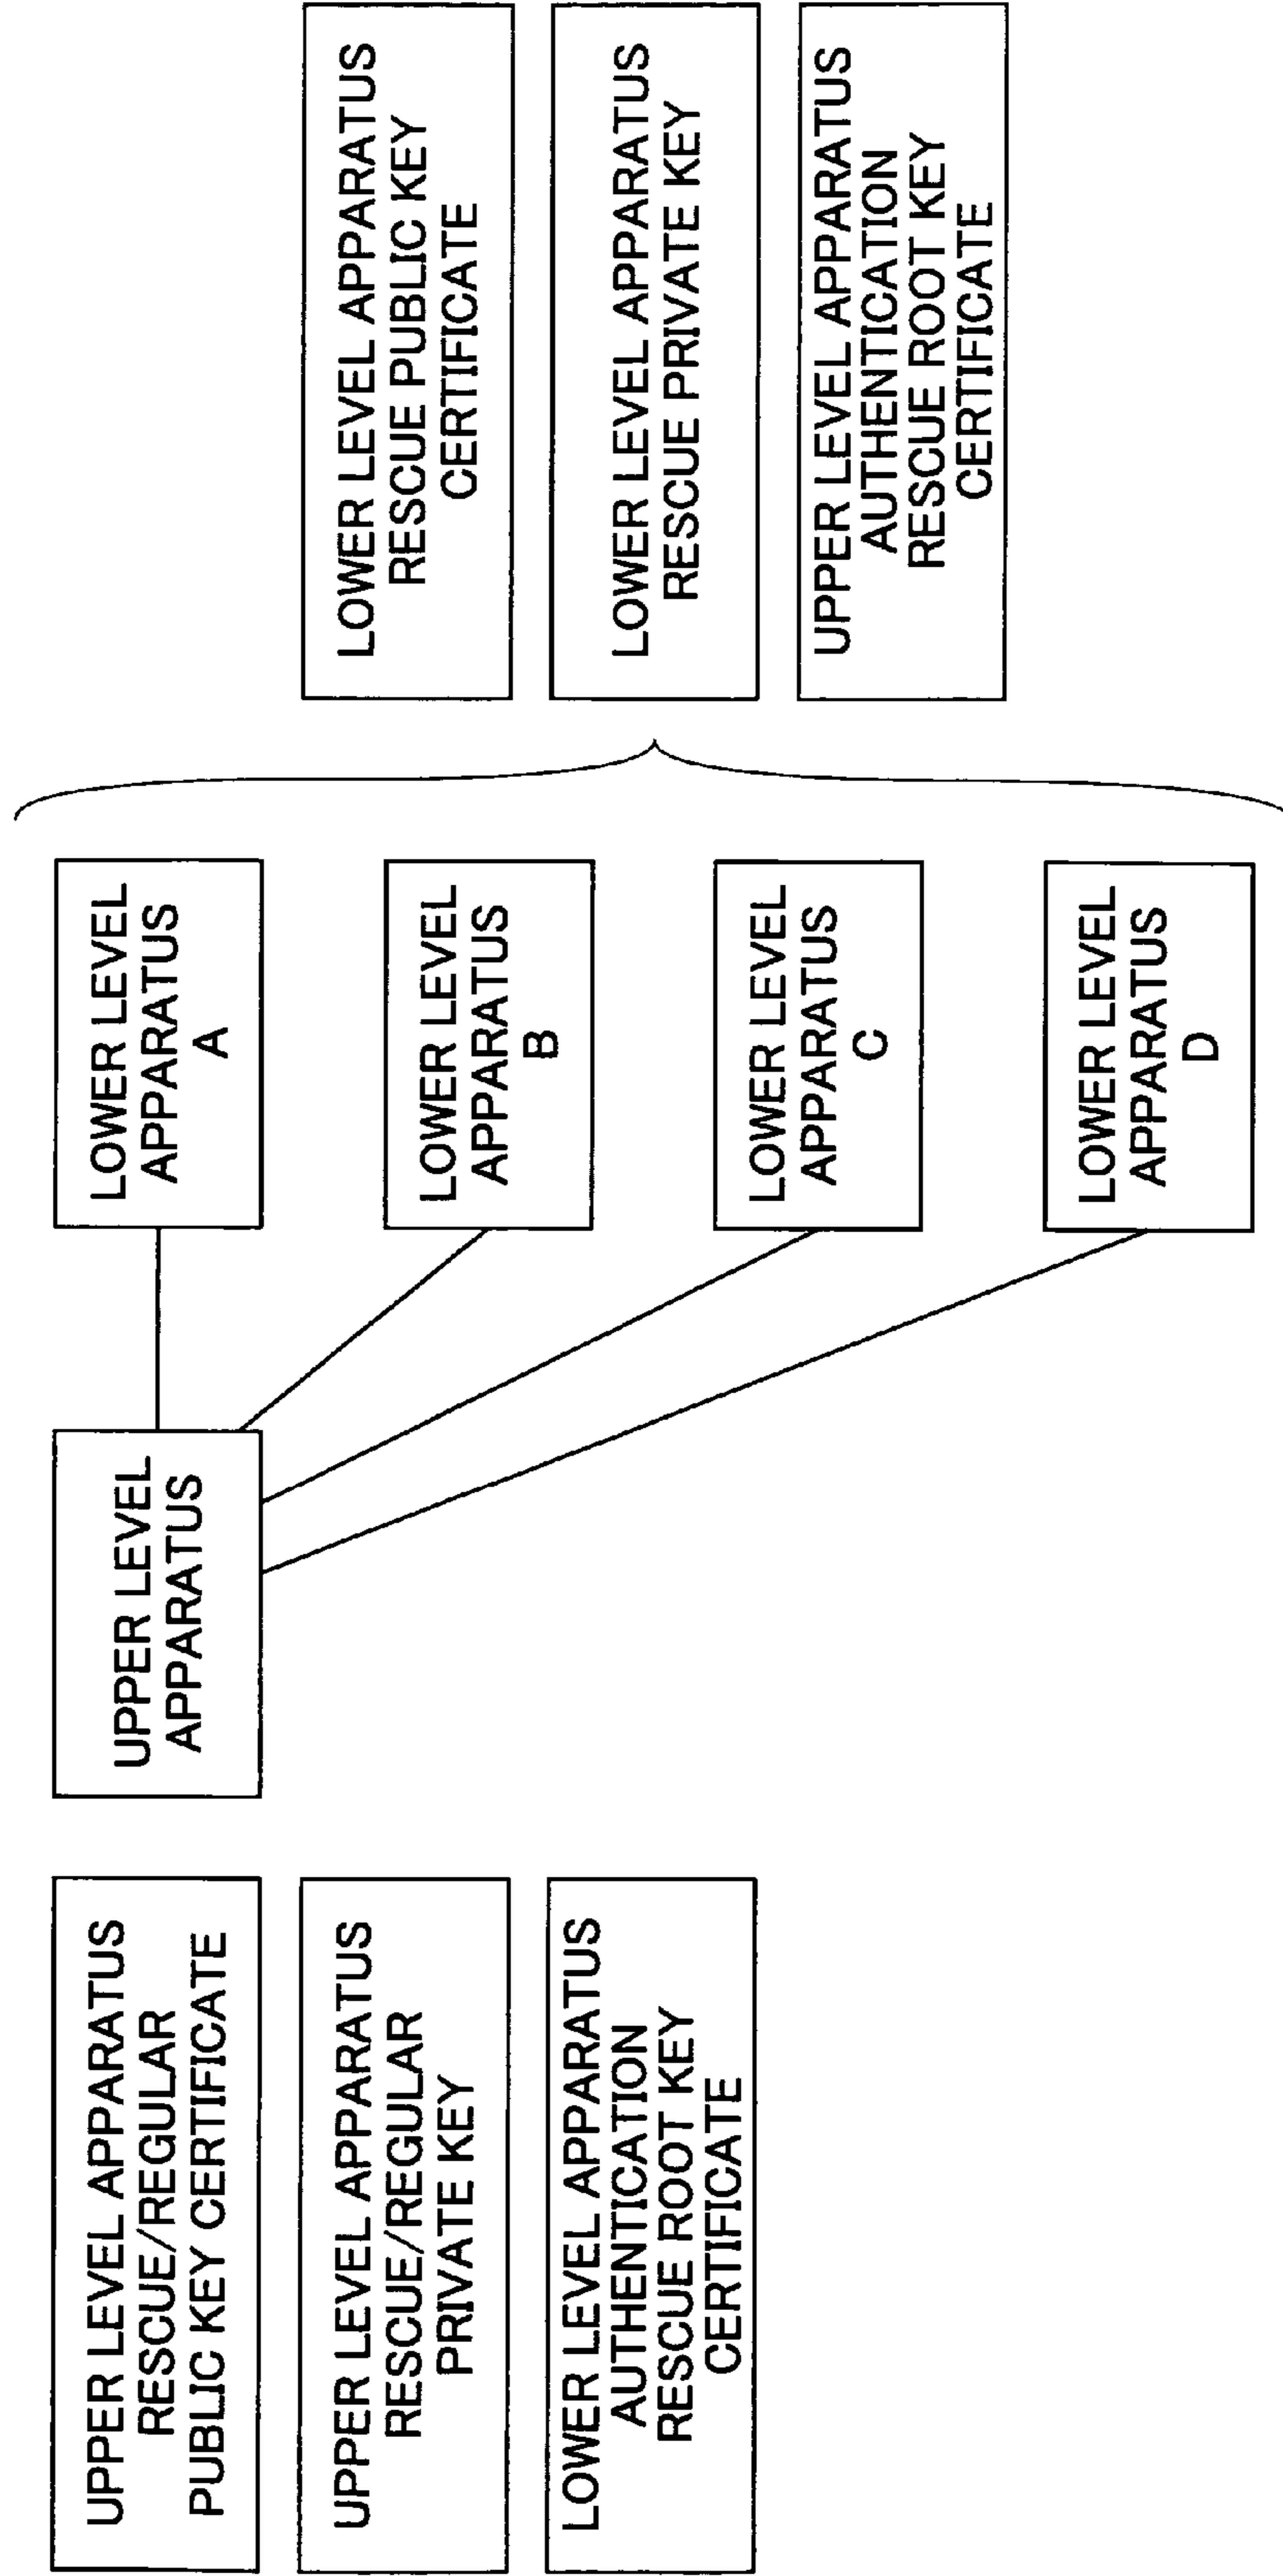 UPPER LEVEL APPARATUS
RESCUE/REGULAR
PUBLIC KEY CERTIFICATE
UPPER LEVEL APPARATUS
RESCUE/REGULAR
PRIVATE KEY
LOWER LEVEL APPARATUS
AUTHENTICATION
RESCUE ROOT KEY
CERTIFICATE
UPPER LEVEL
APPARATUS
LOWER LEVEL
APPARATUS
A
LOWER LEVEL
APPARATUS
B
LOWER LEVEL
APPARATUS
C
LOWER LEVEL
APPARATUS
D
LOWER LEVEL APPARATUS
RESCUE PUBLIC KEY
CERTIFICATE
LOWER LEVEL APPARATUS
RESCUE PRIVATE KEY
UPPER LEVEL APPARATUS
AUTHENTICATION
RESCUE ROOT KEY
CERTIFICATE